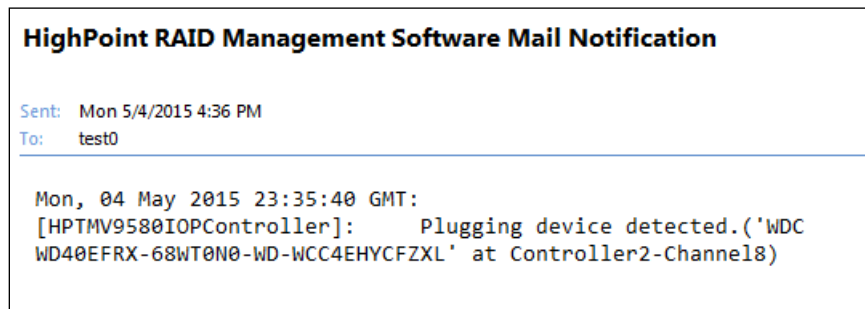 HighPoint RAID Management Software Mail Notification
Sent: Mon 5/4/2015 4:36 PM
To: test0
Mon, 04 May 2015 23:35:40 GMT:
[HPTMV9580IOPController]: Plugging device detected.('WDC
WD40EFRX-68WT0N0-WD-WCC4EHYCFZXL' at Controller2-Channel8)